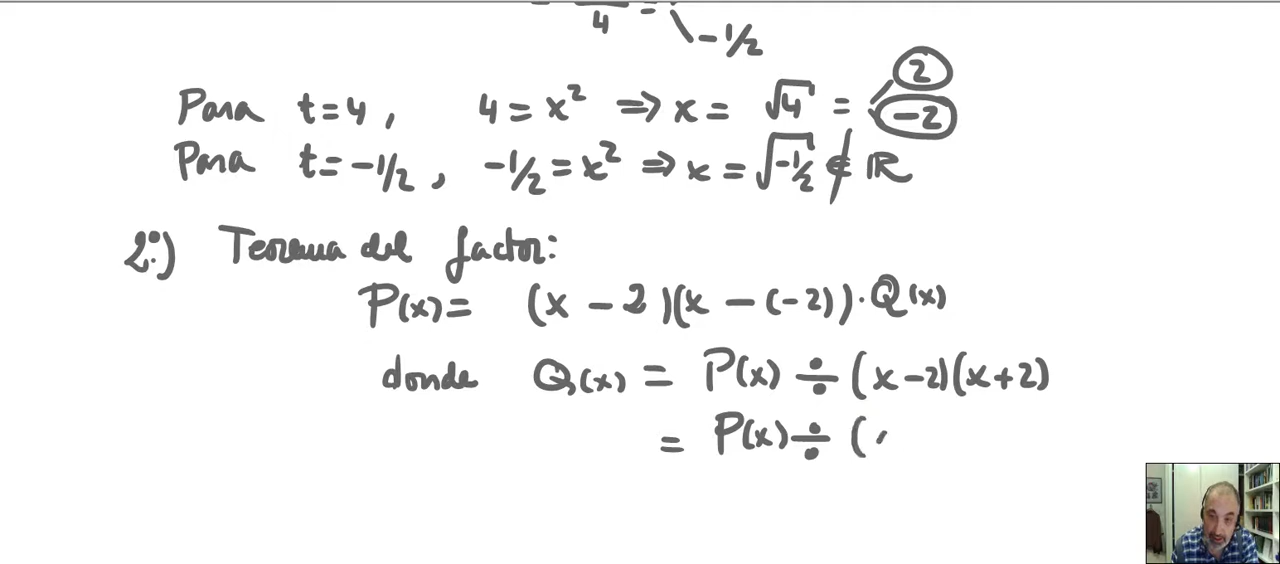 = ― 4 = -1/2
Para t=4, 4 = x² ⇒ x = √4 = 2 -2
Para t=-1/2, -1/2 = x² ⇒ x = √-1/2 ∉ ℝ
2º) Teorema del factor:
P(x) = (x - 2)(x - (-2))·Q(x)
donde Q(x) = P(x) ÷ (x-2)(x+2)
= P(x) ÷ (